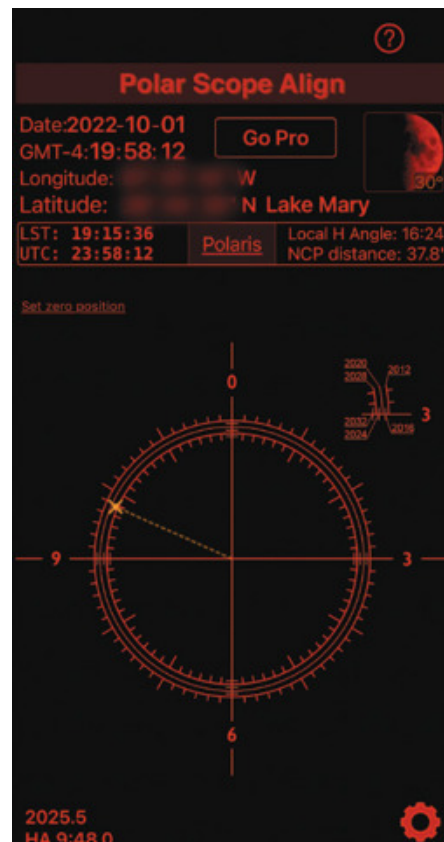 ?
Polar Scope Align
Date:2022-10-01
GMT-4:19:58:12
Go Pro
30°
Longitude: W
Latitude: N Lake Mary
LST: 19:15:36
UTC: 23:58:12
Polaris
Local H Angle: 16:24
NCP distance: 37.8'
Set zero position
2020
2012
2028
3
2032
2016
2024
0
9
3
6
2025.5
HA 9:48.0